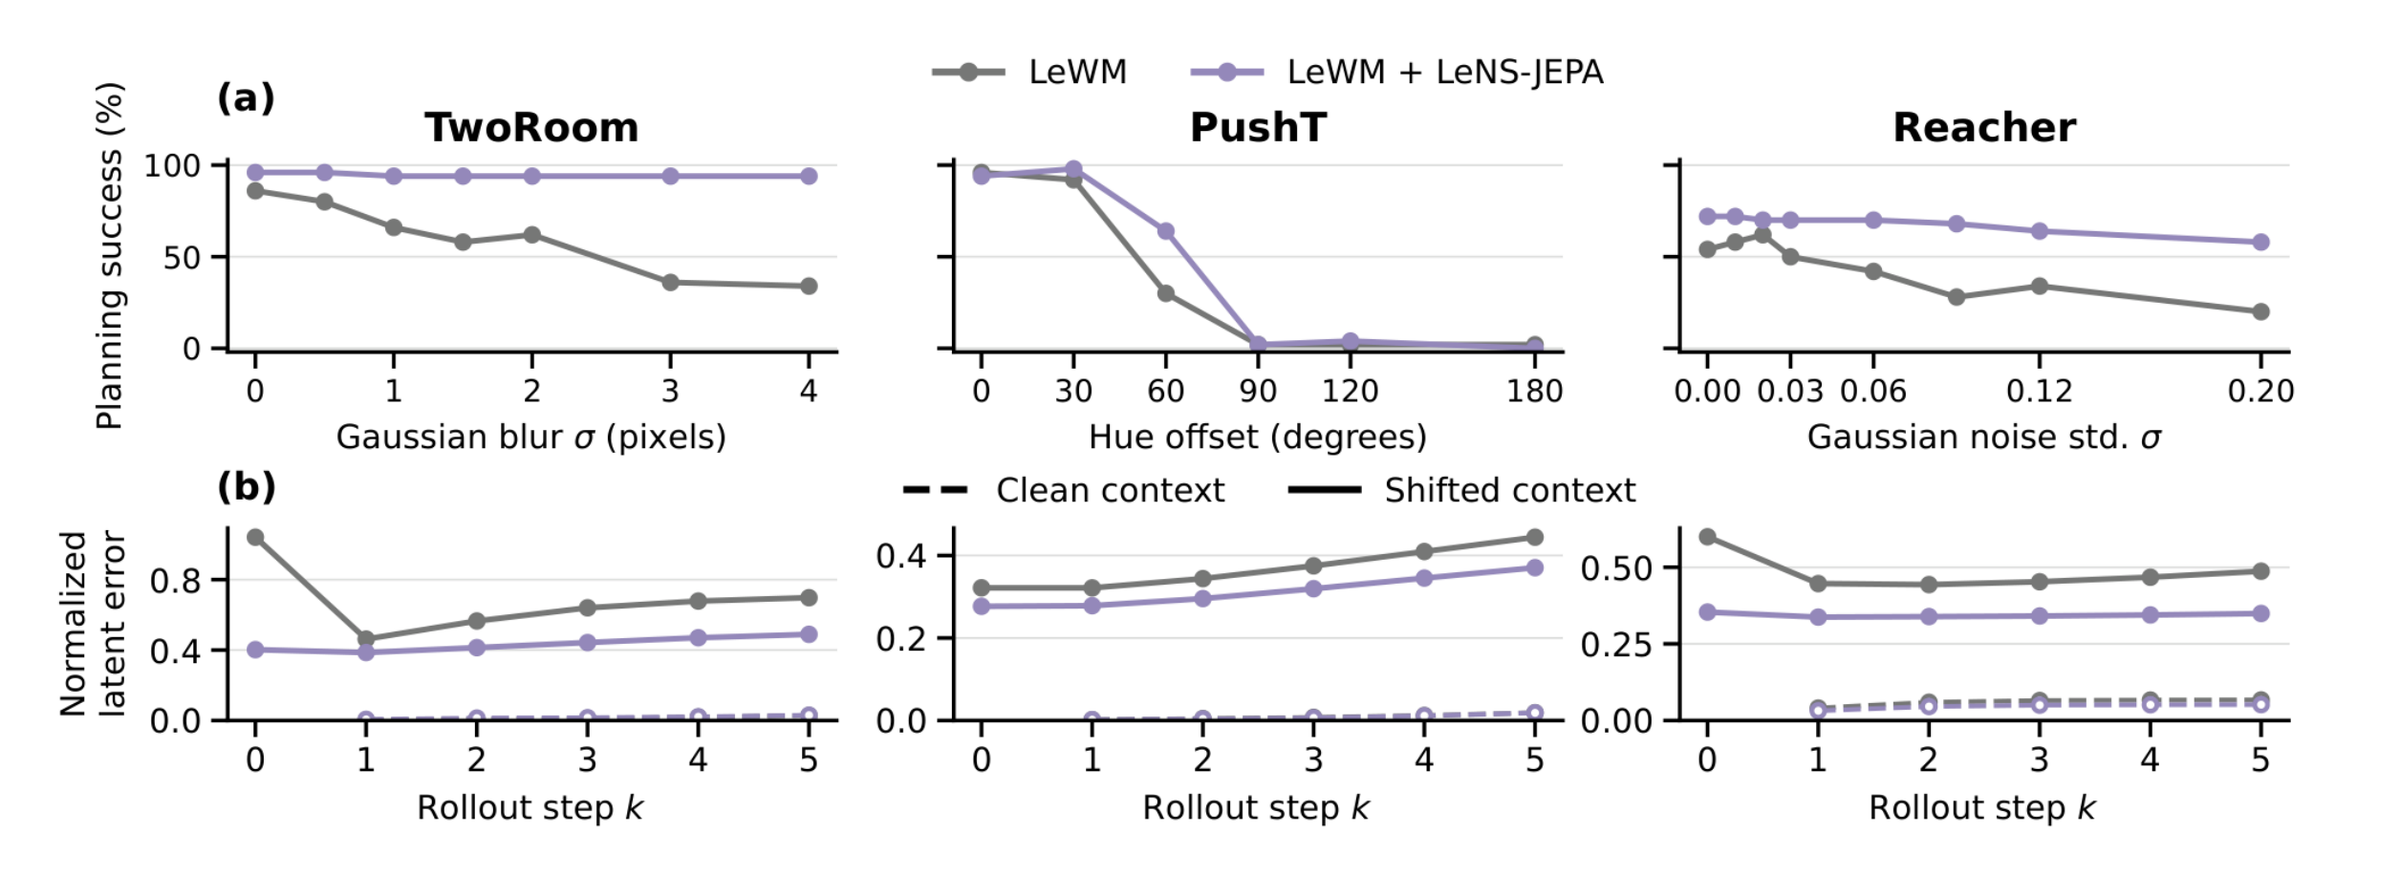 LeWM LeWM + LeNS-JEPA
(a)
TwoRoom PushT Reacher
Planning success (%)
100
50
0
0 1 2 3 4
Gaussian blur σ (pixels)
0 30 60 90 120 180
Hue offset (degrees)
0.00 0.03 0.06 0.12 0.20
Gaussian noise std. σ
(b)
Clean context Shifted context
Normalized
latent error
0.8
0.4
0.0
0 1 2 3 4 5
Rollout step k
0.4
0.2
0.0
0 1 2 3 4 5
Rollout step k
0.50
0.25
0.00
0 1 2 3 4 5
Rollout step k